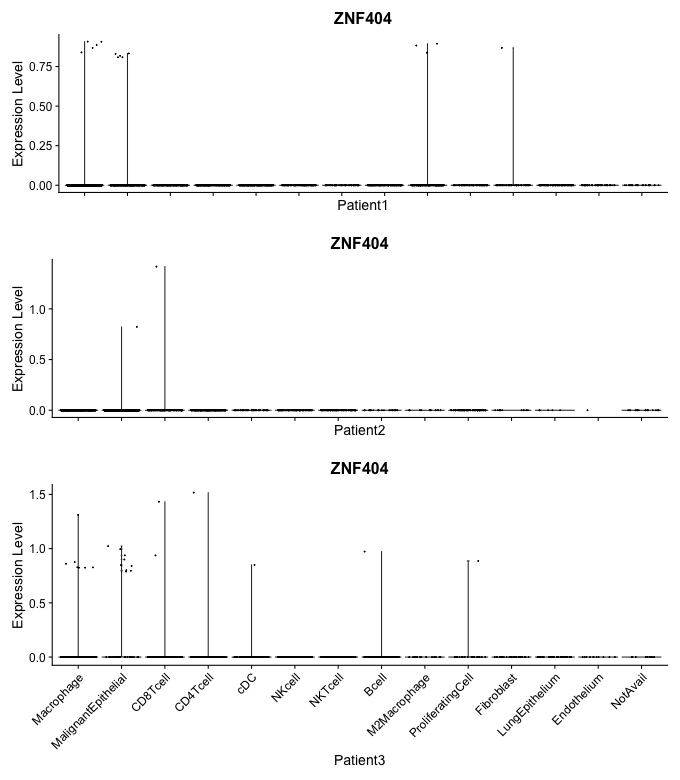 ZNF404
Expression Level
0.75
0.50
0.25
0.00
Patient1
ZNF404
Expression Level
1.0
0.5
0.0
Patient2
ZNF404
Expression Level
1.5
1.0
0.5
0.0
Macrophage
MalignantEpithelial
CD8Tcell
CD4Tcell
cDC
NKcell
NKTcell
Bcell
M2Macrophage
ProliferatingCell
Fibroblast
LungEpithelium
Endothelium
NotAvail
Patient3